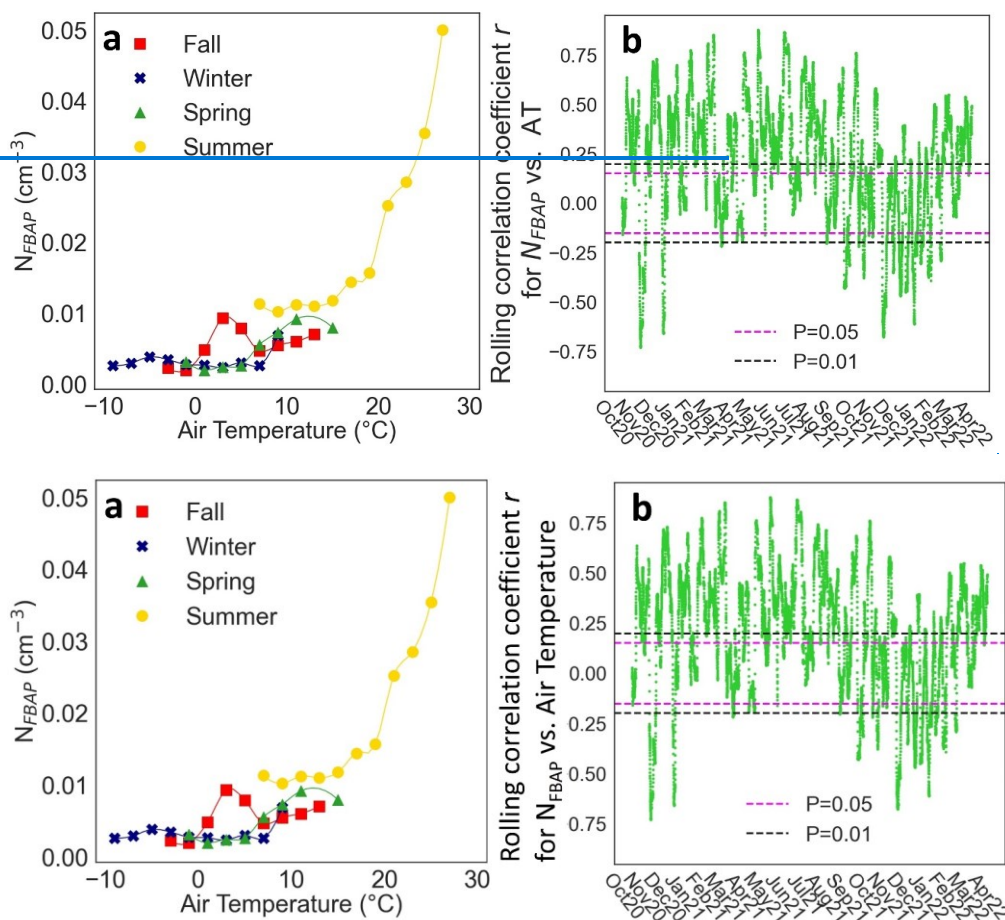 a
Fall
Winter
Spring
Summer
0.05
0.04
0.03
0.02
0.01
0.00
N_FBAP (cm⁻³)
−10 0 10 20 30
Air Temperature (°C)
b
Rolling correlation coefficient r
for N_FBAP vs. AT
0.75
0.50
0.25
0.00
−0.25
−0.50
−0.75
P=0.05
P=0.01
Oct20
Nov20
Dec20
Jan21
Feb21
Mar21
Apr21
May21
Jun21
Jul21
Aug21
Sep21
Oct21
Nov21
Dec21
Jan22
Feb22
Mar22
Apr22
a
Fall
Winter
Spring
Summer
0.05
0.04
0.03
0.02
0.01
0.00
N_FBAP (cm⁻³)
−10 0 10 20 30
Air Temperature (°C)
b
Rolling correlation coefficient r
for N_FBAP vs. Air Temperature
0.75
0.50
0.25
0.00
0.25
0.50
0.75
P=0.05
P=0.01
Oct20